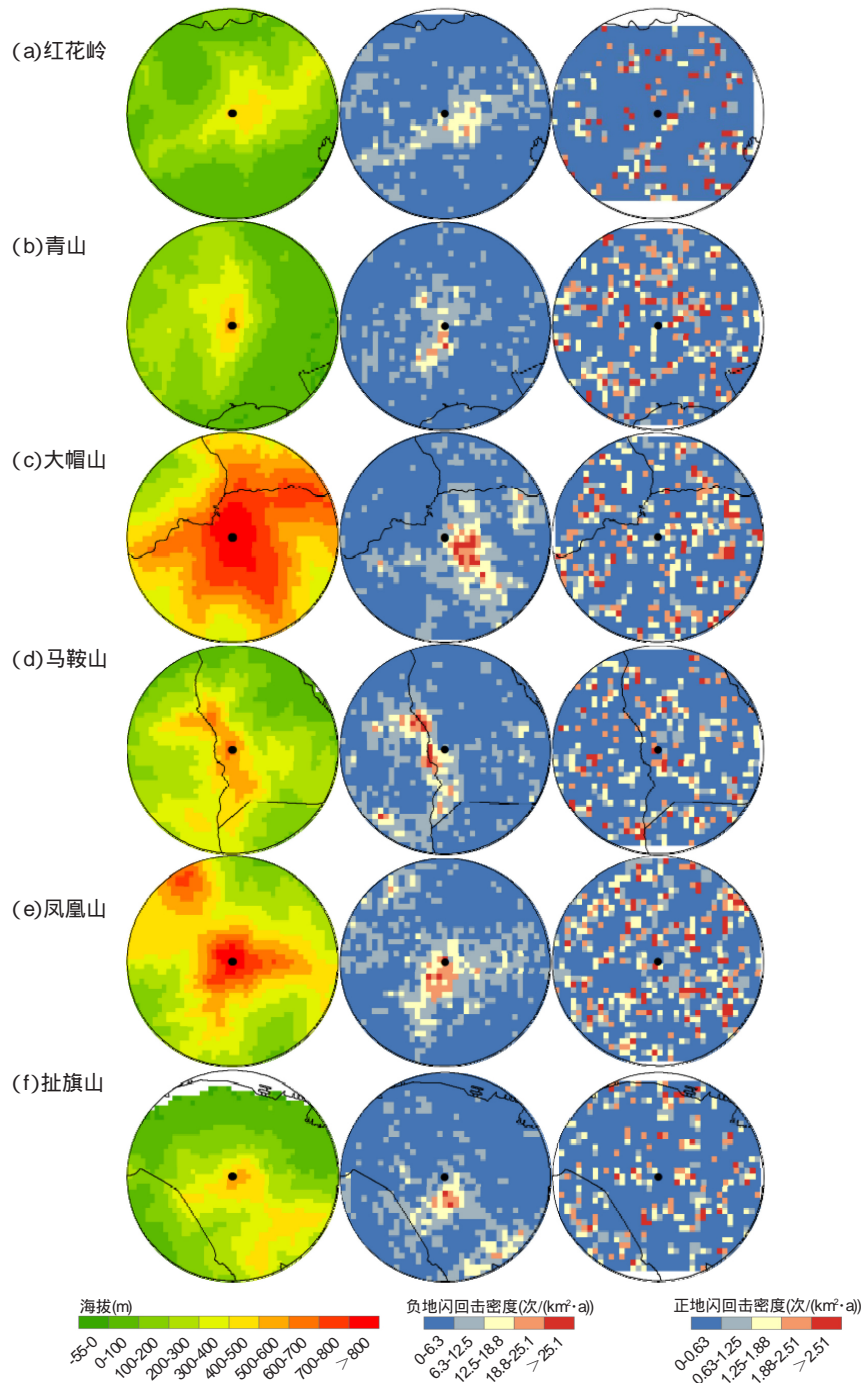 (a)红花岭
(b)青山
(c)大帽山
(d)马鞍山
(e)凤凰山
(f)扯旗山
海拔(m)
-55-0
0-100
100-200
200-300
300-400
400-500
500-600
600-700
700-800
＞800
负地闪回击密度(次/(km²·a))
0-6.3
6.3-12.5
12.5-18.8
18.8-25.1
＞25.1
正地闪回击密度(次/(km²·a))
0-0.63
0.63-1.25
1.25-1.88
1.88-2.51
＞2.51